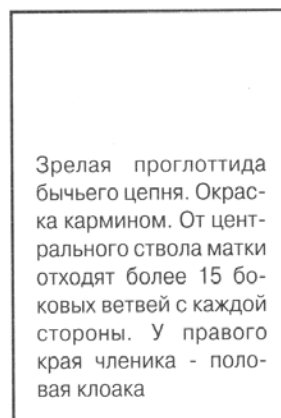 Зрелая проглоттида
бычьего цепня. Окрас-
ка кармином. От цент-
рального ствола матки
отходят более 15 бо-
ковых ветвей с каждой
стороны. У правого
края членика - поло-
вая клоака